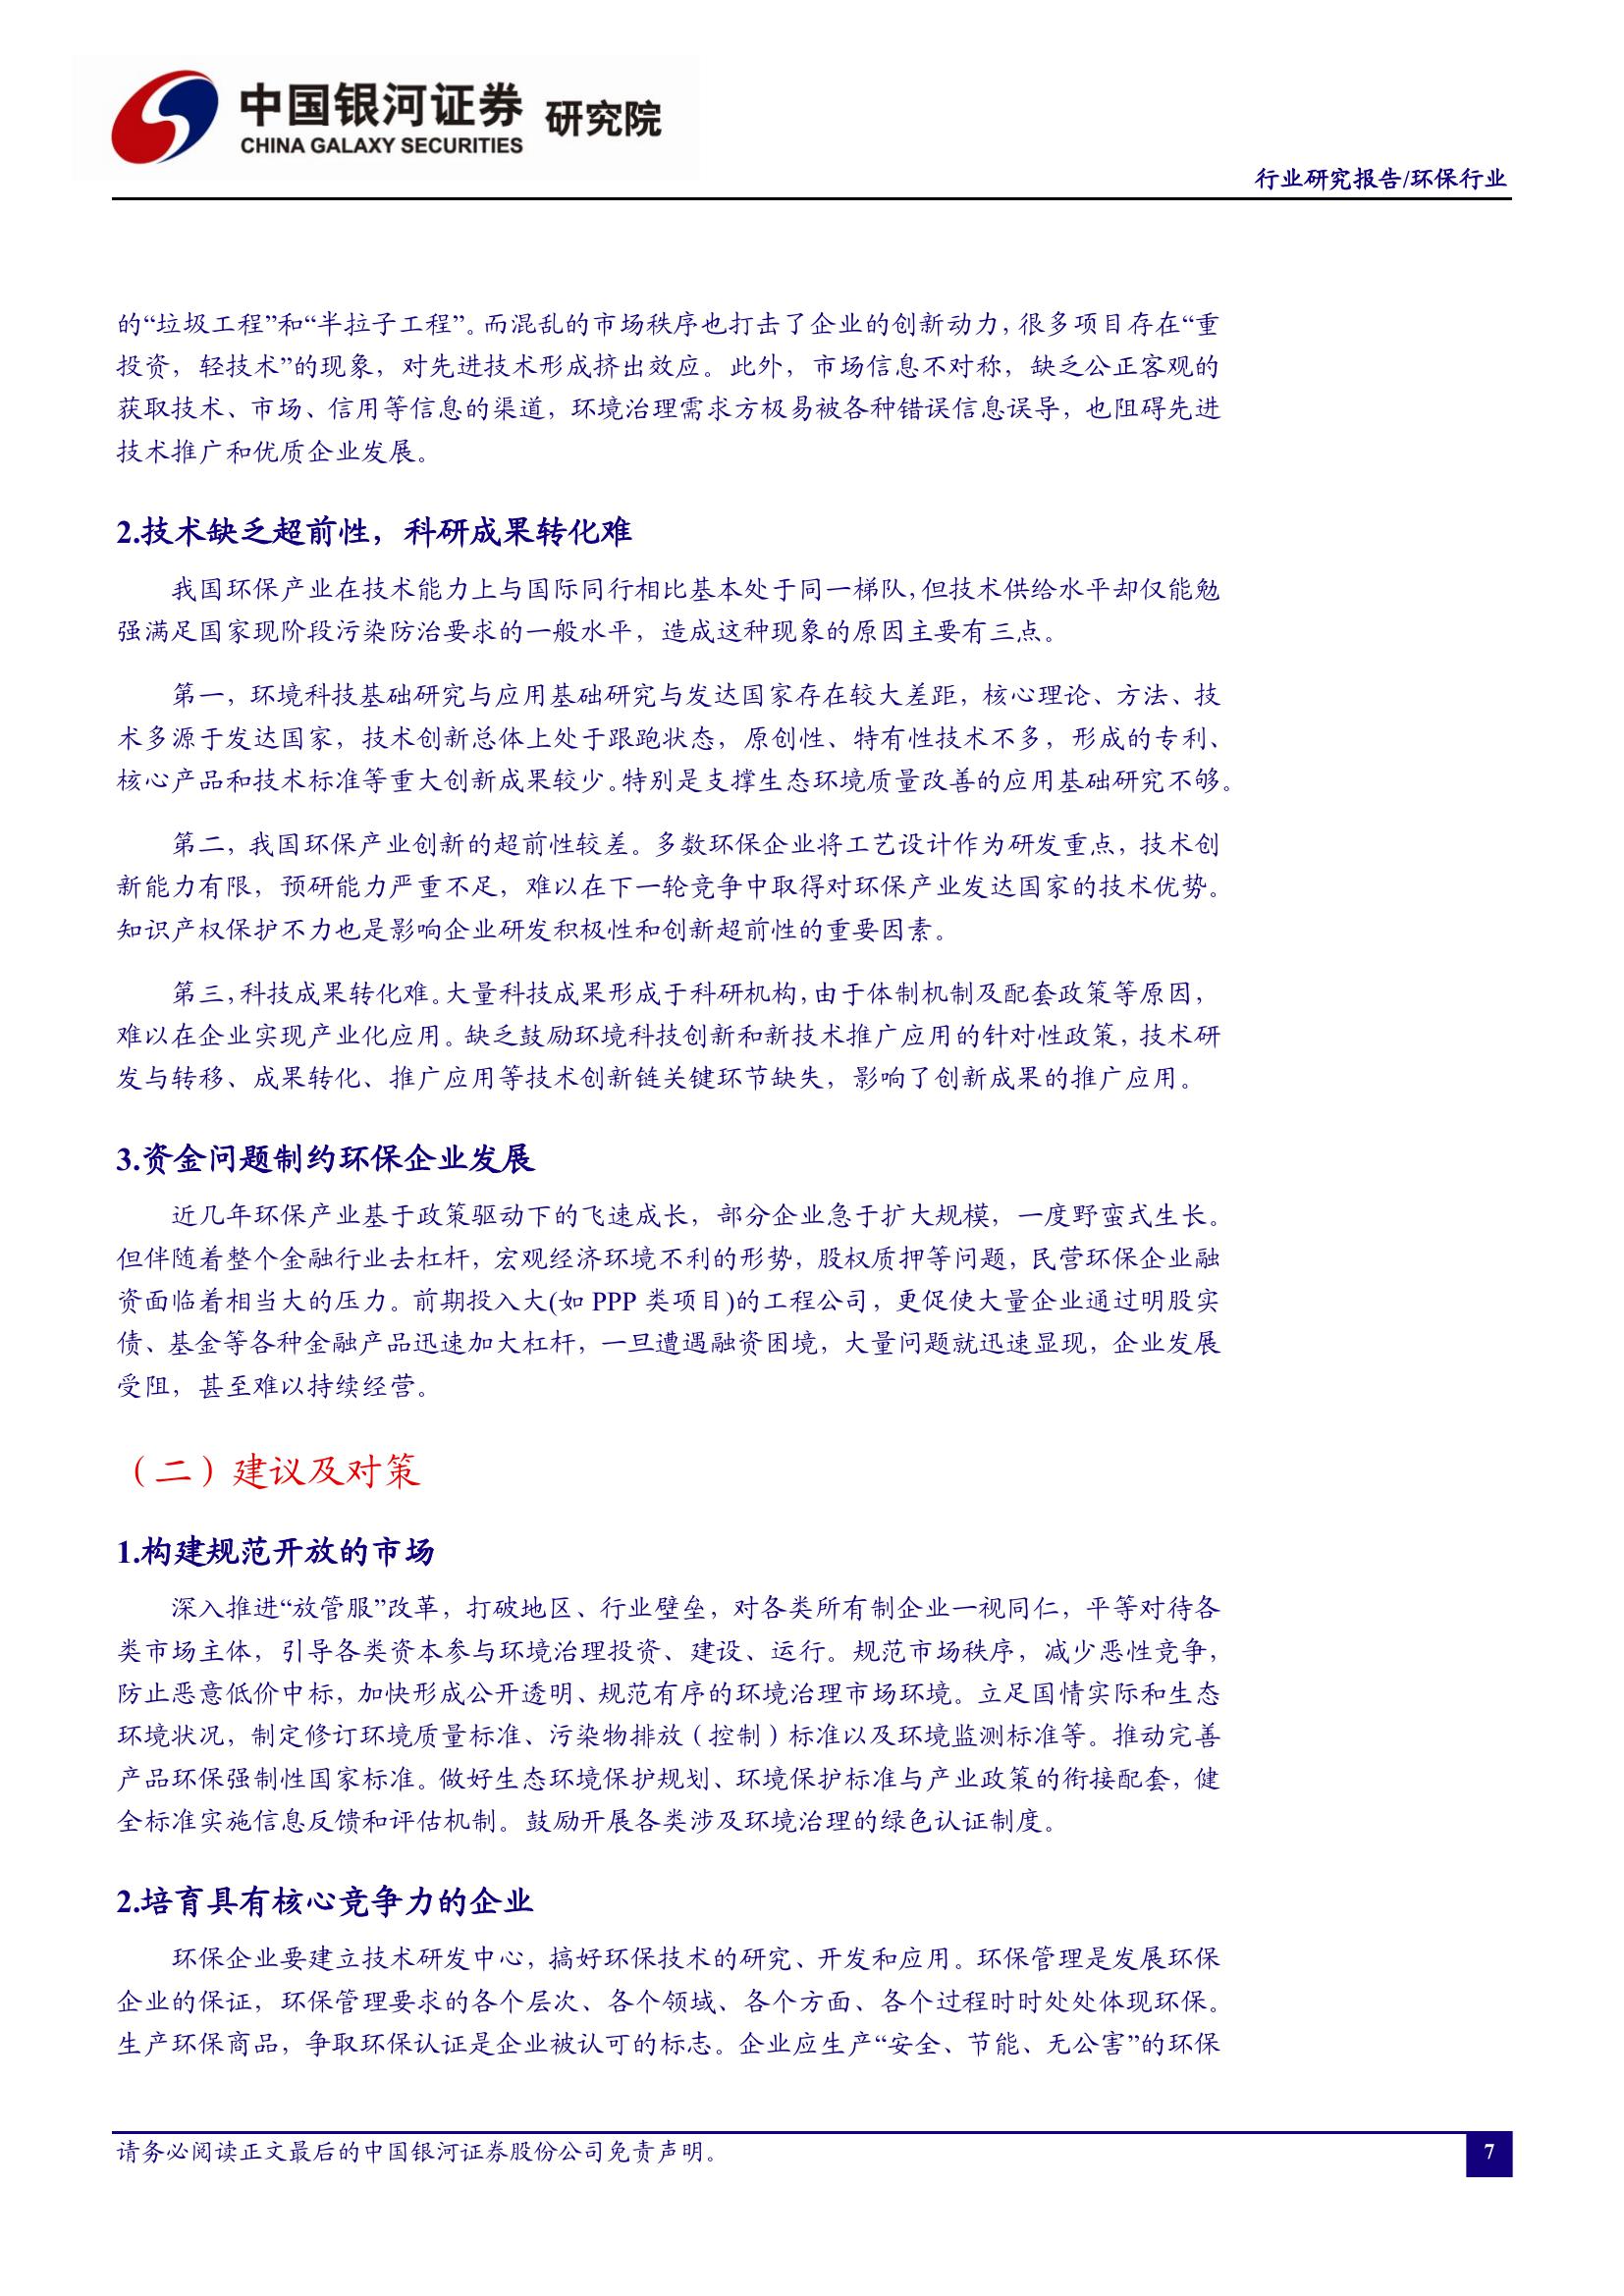 中国银河证券 研究院
CHINA GALAXY SECURITIES
行业研究报告/环保行业
的“垃圾工程”和“半拉子工程”。而混乱的市场秩序也打击了企业的创新动力，很多项目存在“重
投资，轻技术”的现象，对先进技术形成挤出效应。此外，市场信息不对称，缺乏公正客观的
获取技术、市场、信用等信息的渠道，环境治理需求方极易被各种错误信息误导，也阻碍先进
技术推广和优质企业发展。
2.技术缺乏超前性，科研成果转化难
我国环保产业在技术能力上与国际同行相比基本处于同一梯队，但技术供给水平却仅能勉
强满足国家现阶段污染防治要求的一般水平，造成这种现象的原因主要有三点。
第一，环境科技基础研究与应用基础研究与发达国家存在较大差距，核心理论、方法、技
术多源于发达国家，技术创新总体上处于跟跑状态，原创性、特有性技术不多，形成的专利、
核心产品和技术标准等重大创新成果较少。特别是支撑生态环境质量改善的应用基础研究不够。
第二，我国环保产业创新的超前性较差。多数环保企业将工艺设计作为研发重点，技术创
新能力有限，预研能力严重不足，难以在下一轮竞争中取得对环保产业发达国家的技术优势。
知识产权保护不力也是影响企业研发积极性和创新超前性的重要因素。
第三，科技成果转化难。大量科技成果形成于科研机构，由于体制机制及配套政策等原因，
难以在企业实现产业化应用。缺乏鼓励环境科技创新和新技术推广应用的针对性政策，技术研
发与转移、成果转化、推广应用等技术创新链关键环节缺失，影响了创新成果的推广应用。
3.资金问题制约环保企业发展
近几年环保产业基于政策驱动下的飞速成长，部分企业急于扩大规模，一度野蛮式生长。
但伴随着整个金融行业去杠杆，宏观经济环境不利的形势，股权质押等问题，民营环保企业融
资面临着相当大的压力。前期投入大(如 PPP 类项目)的工程公司，更促使大量企业通过明股实
债、基金等各种金融产品迅速加大杠杆，一旦遭遇融资困境，大量问题就迅速显现，企业发展
受阻，甚至难以持续经营。
（二）建议及对策
1.构建规范开放的市场
深入推进“放管服”改革，打破地区、行业壁垒，对各类所有制企业一视同仁，平等对待各
类市场主体，引导各类资本参与环境治理投资、建设、运行。规范市场秩序，减少恶性竞争，
防止恶意低价中标，加快形成公开透明、规范有序的环境治理市场环境。立足国情实际和生态
环境状况，制定修订环境质量标准、污染物排放（控制）标准以及环境监测标准等。推动完善
产品环保强制性国家标准。做好生态环境保护规划、环境保护标准与产业政策的衔接配套，健
全标准实施信息反馈和评估机制。鼓励开展各类涉及环境治理的绿色认证制度。
2.培育具有核心竞争力的企业
环保企业要建立技术研发中心，搞好环保技术的研究、开发和应用。环保管理是发展环保
企业的保证，环保管理要求的各个层次、各个领域、各个方面、各个过程时时处处体现环保。
生产环保商品，争取环保认证是企业被认可的标志。企业应生产“安全、节能、无公害”的环保
请务必阅读正文最后的中国银河证券股份公司免责声明。
7